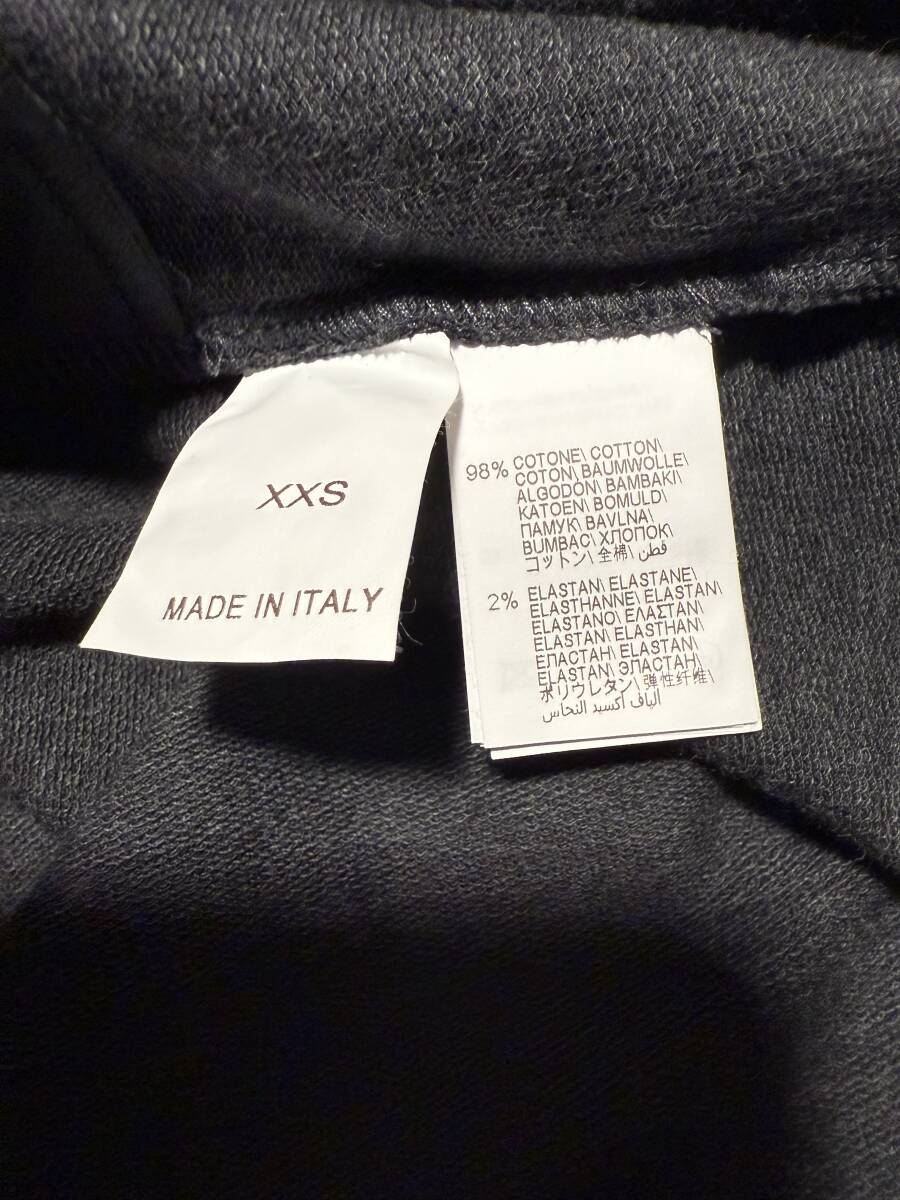 XXS
MADE IN ITALY
98% COTONE\ COTTON\
COTON\ BAUMWOLLE\
ALGODON\ BAMBAKI\
KATOEN\ BOMULD\
ПАМУК\ BAVLNA\
BUMBAC\ ХЛОПОК\
コットン\ 全棉\ قطن\
2% ELASTAN\ ELASTANE\
ELASTHANNE\ ELASTAN\
ELASTANO\ ΕΛΑΣΤΑΝ\
ELASTAN\ ELASTHAN\
ЕЛАСТАН\ ELASTAN\
ELASTAN\ ЭЛАСТАН\
ポリウレタン\ 弹性纤维\
الياف أكسيد النحاس